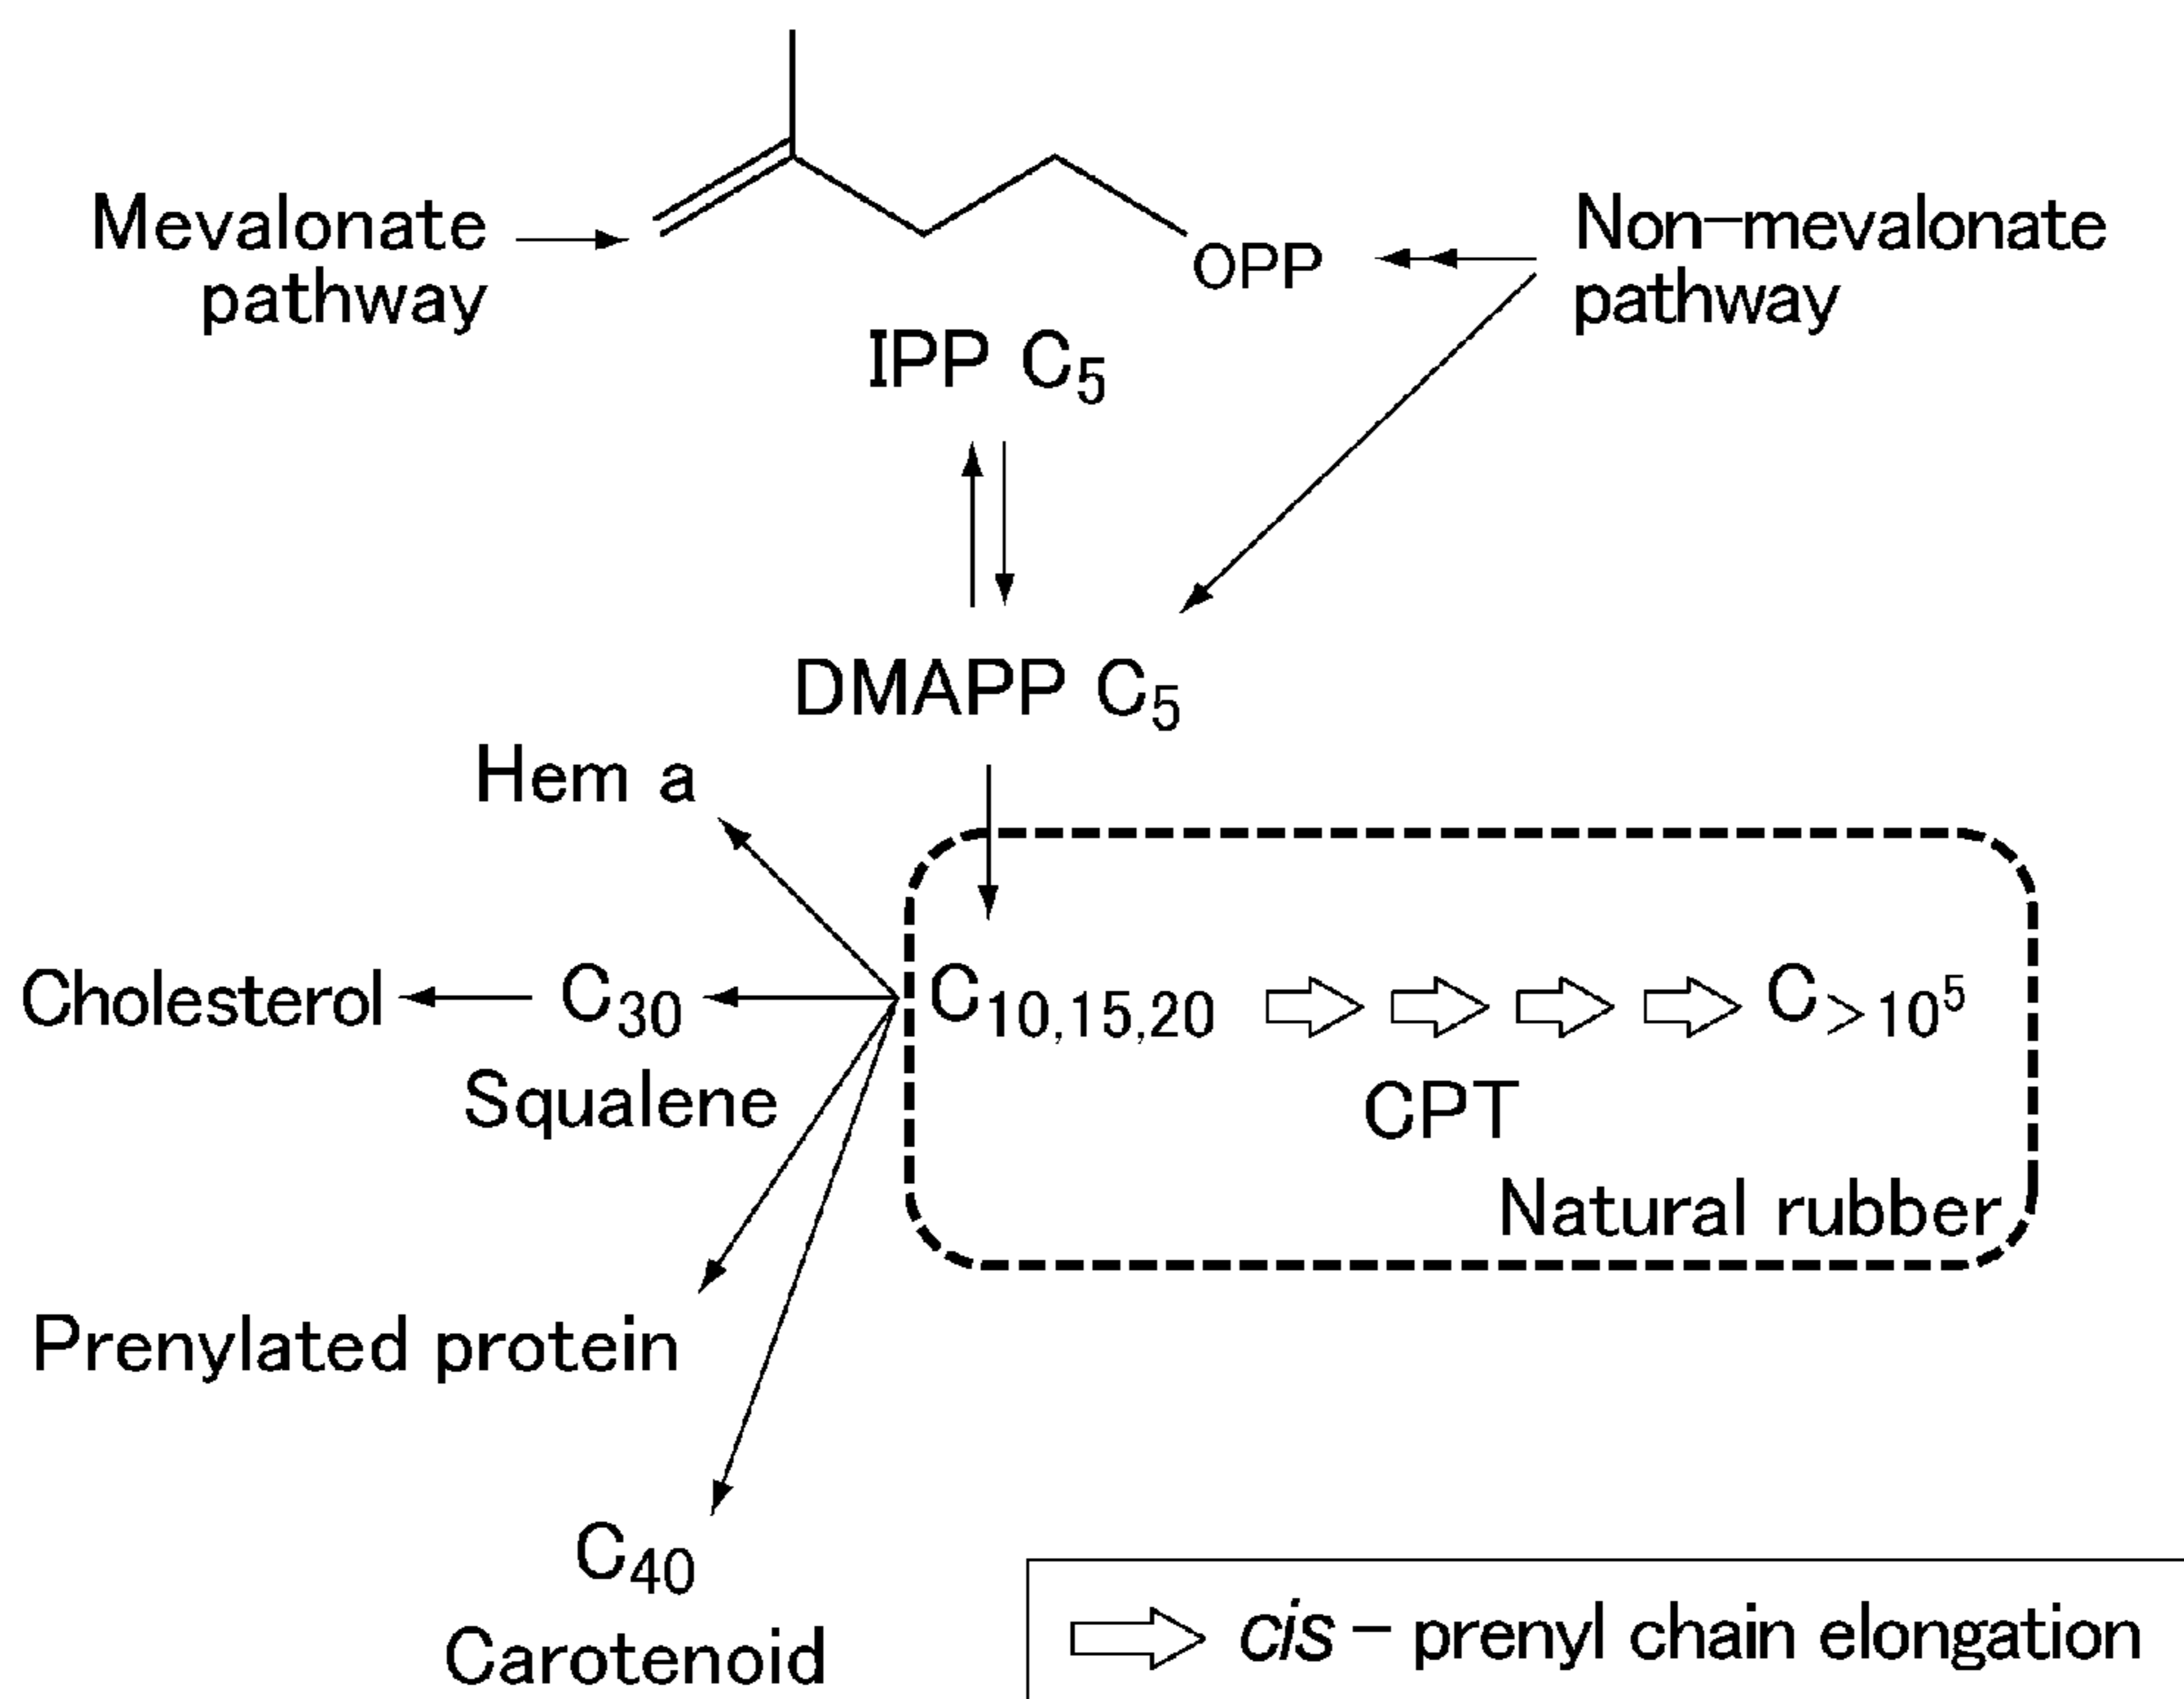 Mevalonate
pathway
OPP
Non-mevalonate
pathway
IPP C5
DMAPP C5
Hem a
Cholesterol
C30
Squalene
C10,15,20
C>10^5
CPT
Natural rubber
Prenylated protein
C40
Carotenoid
cis - prenyl chain elongation